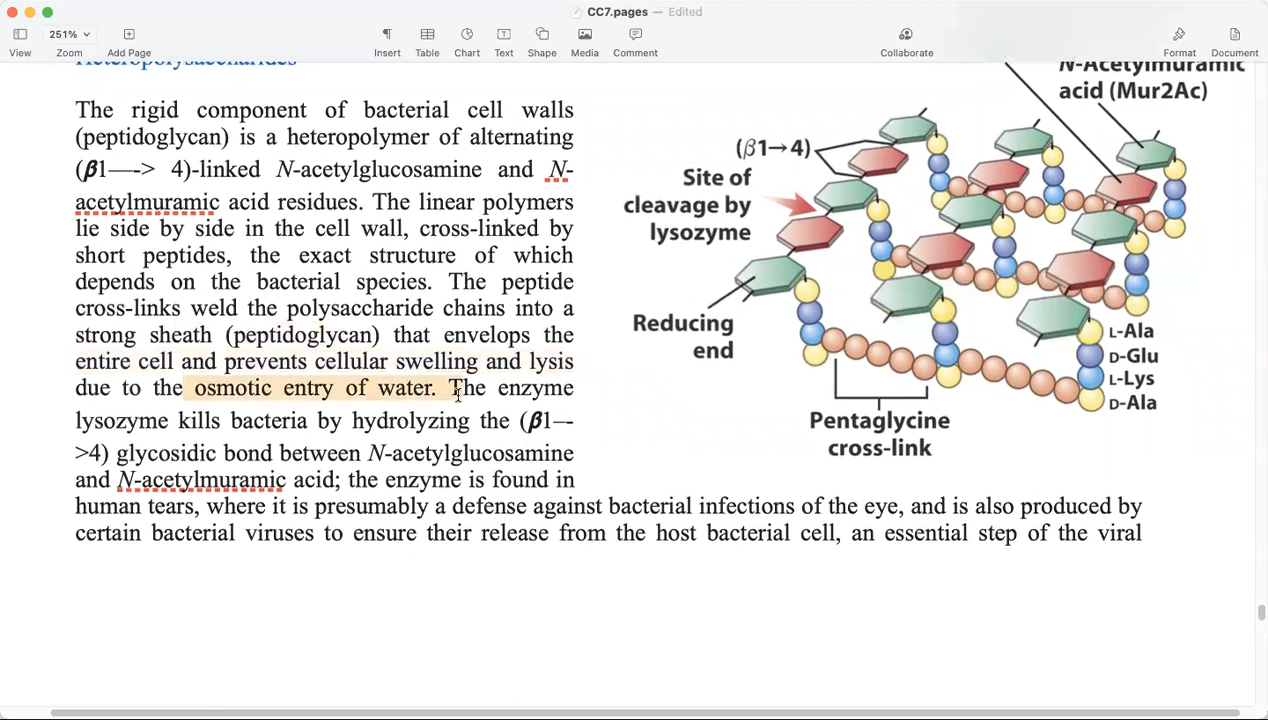 CC7.pages — Edited
251%
View
Zoom
Add Page
Insert
Table
Chart
Text
Shape
Media
Comment
Collaborate
Format
Document
Heteropolysaccharides
The rigid component of bacterial cell walls
(peptidoglycan) is a heteropolymer of alternating
(β1—-> 4)-linked N-acetylglucosamine and N-
acetylmuramic acid residues. The linear polymers
lie side by side in the cell wall, cross-linked by
short peptides, the exact structure of which
depends on the bacterial species. The peptide
cross-links weld the polysaccharide chains into a
strong sheath (peptidoglycan) that envelops the
entire cell and prevents cellular swelling and lysis
due to the osmotic entry of water. The enzyme
lysozyme kills bacteria by hydrolyzing the (β1–-
>4) glycosidic bond between N-acetylglucosamine
and N-acetylmuramic acid; the enzyme is found in
human tears, where it is presumably a defense against bacterial infections of the eye, and is also produced by
certain bacterial viruses to ensure their release from the host bacterial cell, an essential step of the viral
N-Acetylmuramic
acid (Mur2Ac)
(β1→4)
Site of
cleavage by
lysozyme
Reducing
end
L-Ala
D-Glu
L-Lys
D-Ala
Pentaglycine
cross-link